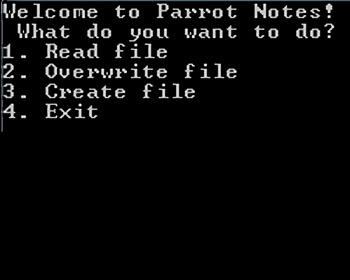 Welcome to Parrot Notes!
What do you want to do?
1. Read file
2. Overwrite file
3. Create file
4. Exit